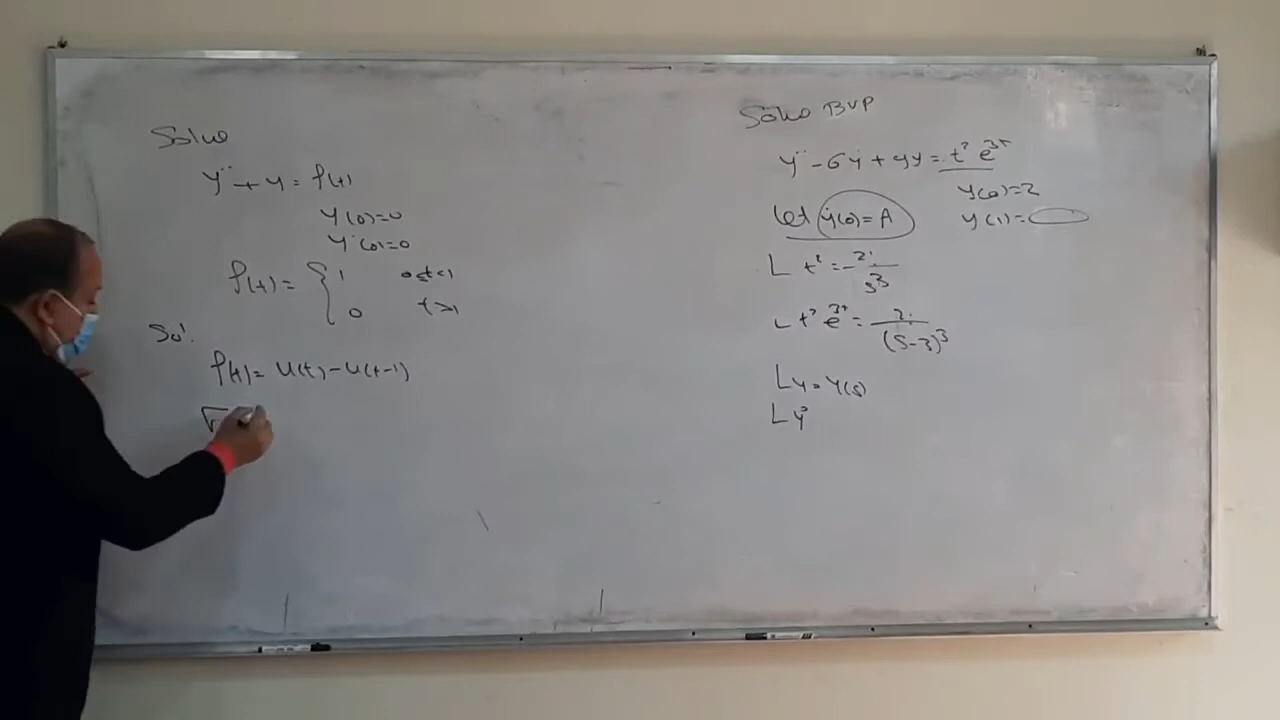 Solve
y¨ + y = f(t)
y(0)=0
y˙(0)=0
f(t) = { 1 0≤t<1
0 t>1
Sol
f(t) = u(t) - u(t-1)
Solve BVP
y¨ - 6y˙ + 9y = t² e³ᵗ
y(0)=2
let y˙(0) = A
y(1)=
L t² = 2!/s³
L t² e³ᵗ = 2!/(s-3)³
L y = Y(s)
L y˙